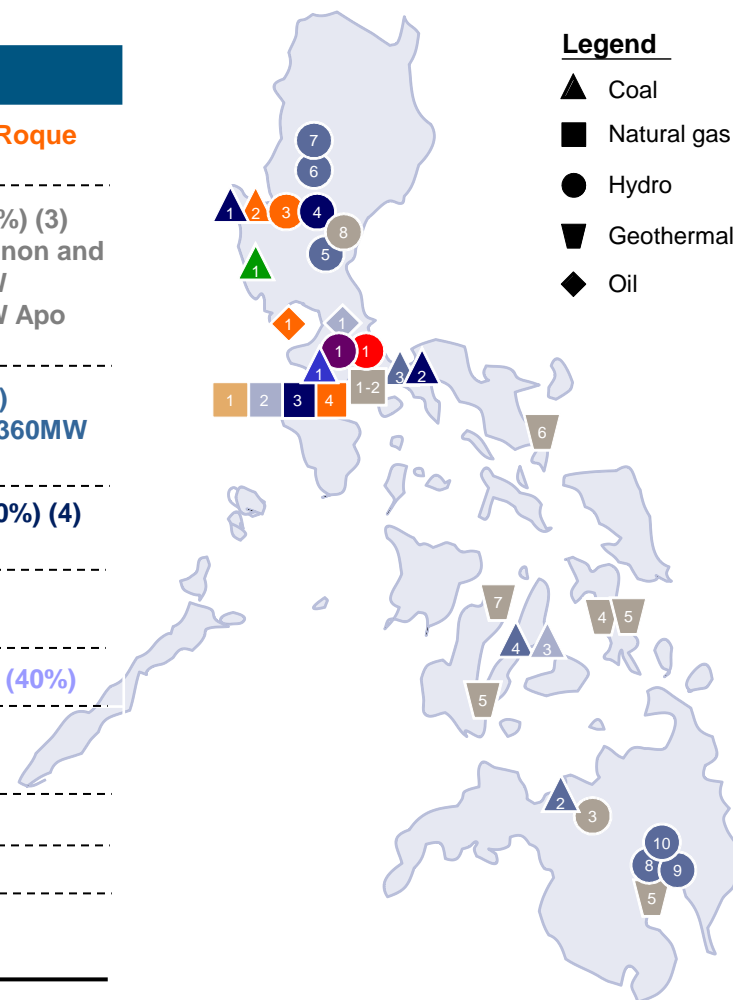 Roque
%) (3)
non and
W
W Apo
)
360MW
0%) (4)
(40%)
Legend
Coal
Natural gas
Hydro
Geothermal
Oil
7
6
1 2 3 4
8
5
1
1 1
1 1
1 3 2
1-2
1 2 3 4
6
7
4 5
4 3
5
2
3
10
8 9
5